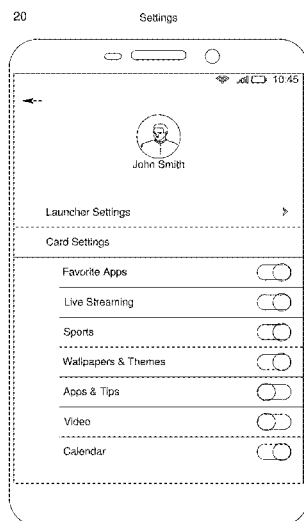 20 Settings
10:45
John Smith
Launcher Settings
Card Settings
Favorite Apps
Live Streaming
Sports
Wallpapers & Themes
Apps & Tips
Video
Calendar